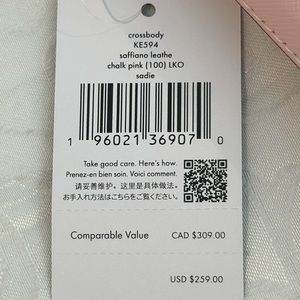 crossbody
KE594
saffiano leathe
chalk pink (100) LKO
sadie
1 96021 36907 0
Take good care. Here's how.
Prenez-en bien soin. Voici comment.
请妥善维护。这里是具体做法。
お手入れ方法はこちらをご覧ください。
Comparable Value CAD $309.00
USD $259.00